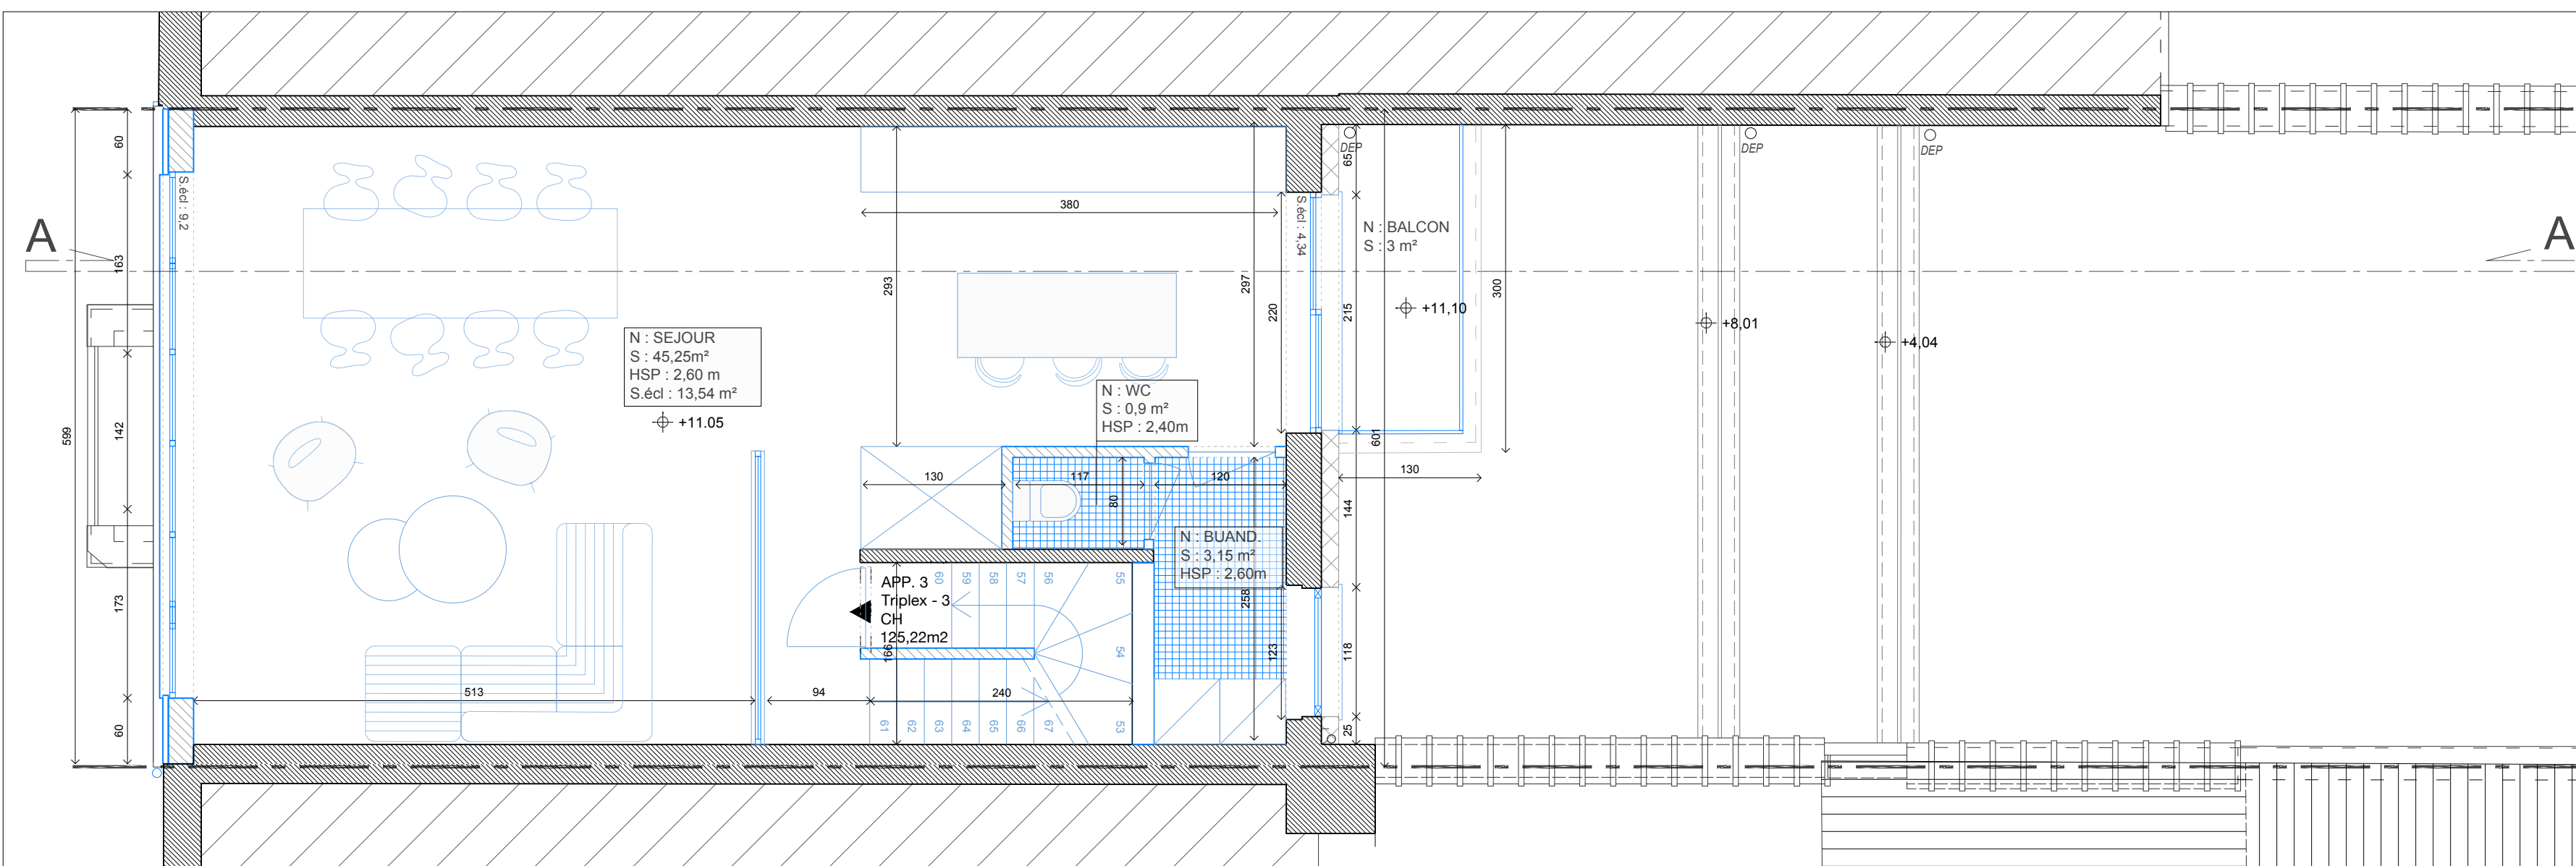 A
A
599
60
163
142
173
60
S.écl : 9,2
N : SEJOUR
S : 45,25m²
HSP : 2,60 m
S.écl : 13,54 m²
+11.05
513
94
240
380
293
297
220
S.écl : 4,34
N : WC
S : 0,9 m²
HSP : 2,40m
130
117
80
120
N : BUAND.
S : 3,15 m²
HSP : 2,60m
258
123
APP. 3
Triplex - 3
CH
125,22m2
166
60
59
58
57
56
55
54
53
61
62
63
64
65
66
67
DEP
65
215
601
144
118
25
N : BALCON
S : 3 m²
+11,10
300
130
DEP
+8,01
DEP
+4,04